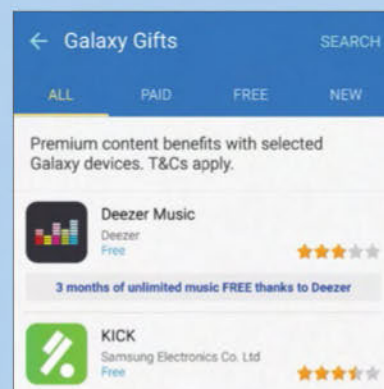 Galaxy Gifts SEARCH
ALL PAID FREE NEW
Premium content benefits with selected
Galaxy devices. T&Cs apply.
Deezer Music
Deezer
Free
3 months of unlimited music FREE thanks to Deezer
KICK
Samsung Electronics Co. Ltd
Free